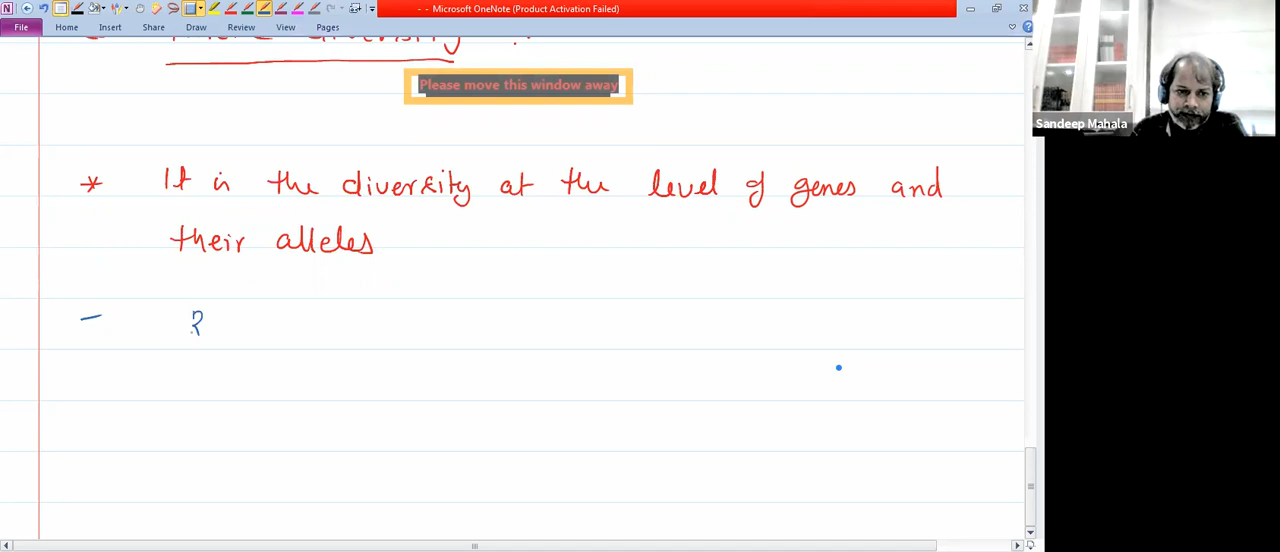 - - Microsoft OneNote (Product Activation Failed)
File Home Insert Share Draw Review View Pages
diversity :-
Please move this window away
Sandeep Mahala
* It is the diversity at the level of genes and
their alleles
-